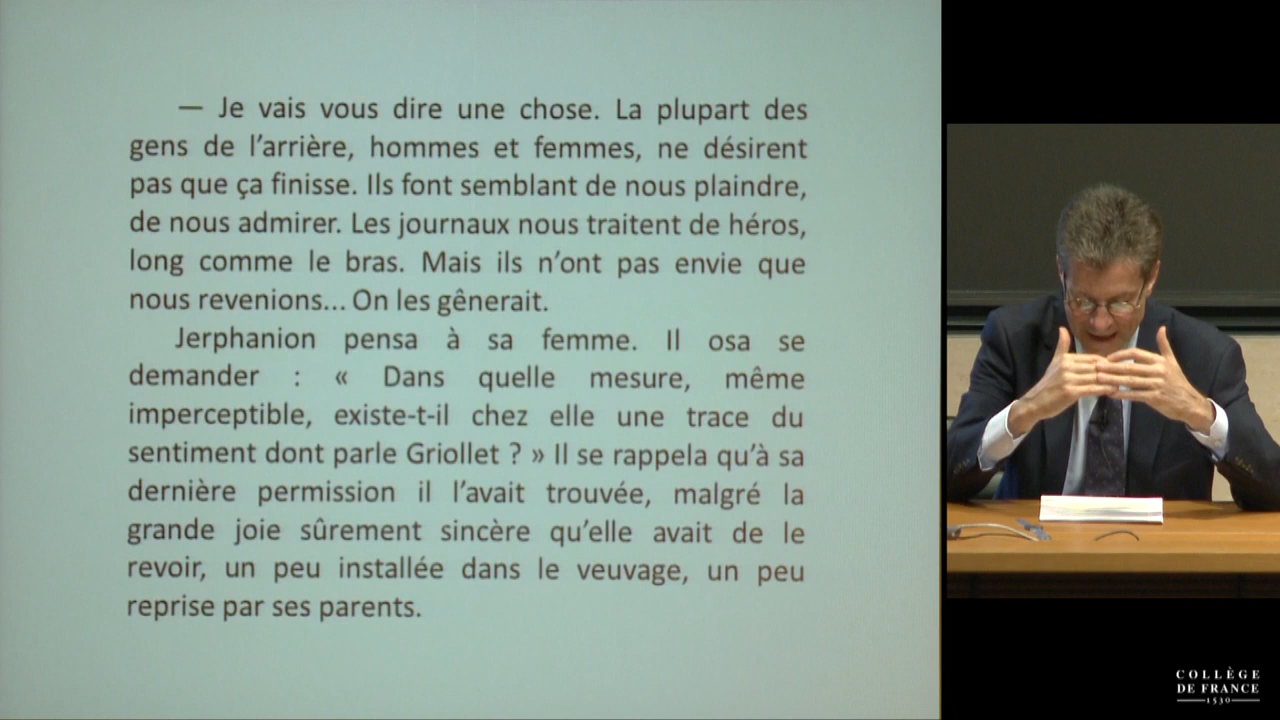 — Je vais vous dire une chose. La plupart des
gens de l’arrière, hommes et femmes, ne désirent
pas que ça finisse. Ils font semblant de nous plaindre,
de nous admirer. Les journaux nous traitent de héros,
long comme le bras. Mais ils n’ont pas envie que
nous revenions... On les gênerait.
Jerphanion pensa à sa femme. Il osa se
demander : « Dans quelle mesure, même
imperceptible, existe-t-il chez elle une trace du
sentiment dont parle Griollet ? » Il se rappela qu’à sa
dernière permission il l’avait trouvée, malgré la
grande joie sûrement sincère qu’elle avait de le
revoir, un peu installée dans le veuvage, un peu
reprise par ses parents.
COLLÈGE
DE FRANCE
1530